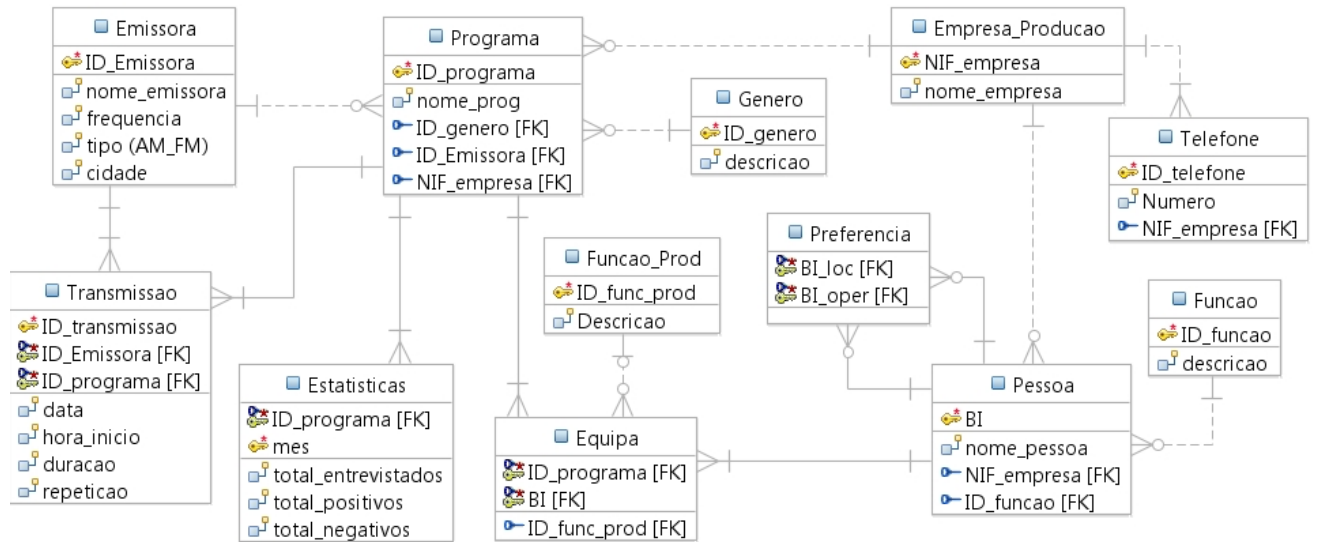 Emissora
ID_Emissora
nome_emissora
frequencia
tipo (AM_FM)
cidade
Programa
ID_programa
nome_prog
ID_genero [FK]
ID_Emissora [FK]
NIF_empresa [FK]
Empresa_Producao
NIF_empresa
nome_empresa
Genero
ID_genero
descricao
Telefone
ID_telefone
Numero
NIF_empresa [FK]
Transmissao
ID_transmissao
ID_Emissora [FK]
ID_programa [FK]
data
hora_inicio
duracao
repeticao
Estatisticas
ID_programa [FK]
mes
total_entrevistados
total_positivos
total_negativos
Funcao_Prod
ID_func_prod
Descricao
Preferencia
BI_loc [FK]
BI_oper [FK]
Funcao
ID_funcao
descricao
Equipa
ID_programa [FK]
BI [FK]
ID_func_prod [FK]
Pessoa
BI
nome_pessoa
NIF_empresa [FK]
ID_funcao [FK]